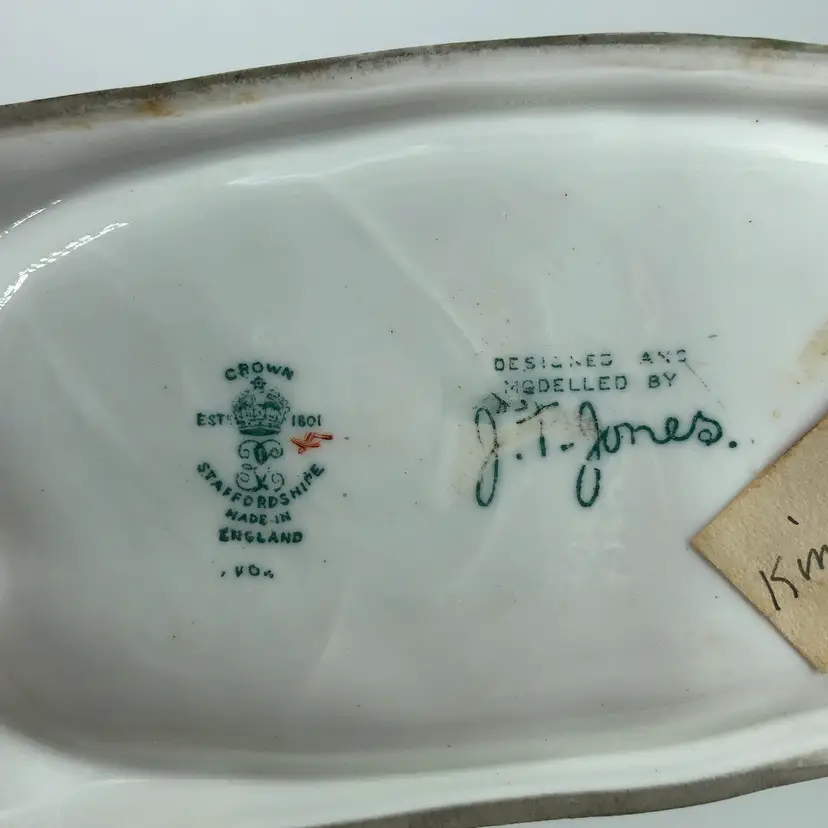 CROWN
EST. 1801
STAFFORDSHIRE
MADE IN
ENGLAND
DESIGNED AND
MODELLED BY
J.T. Jones.